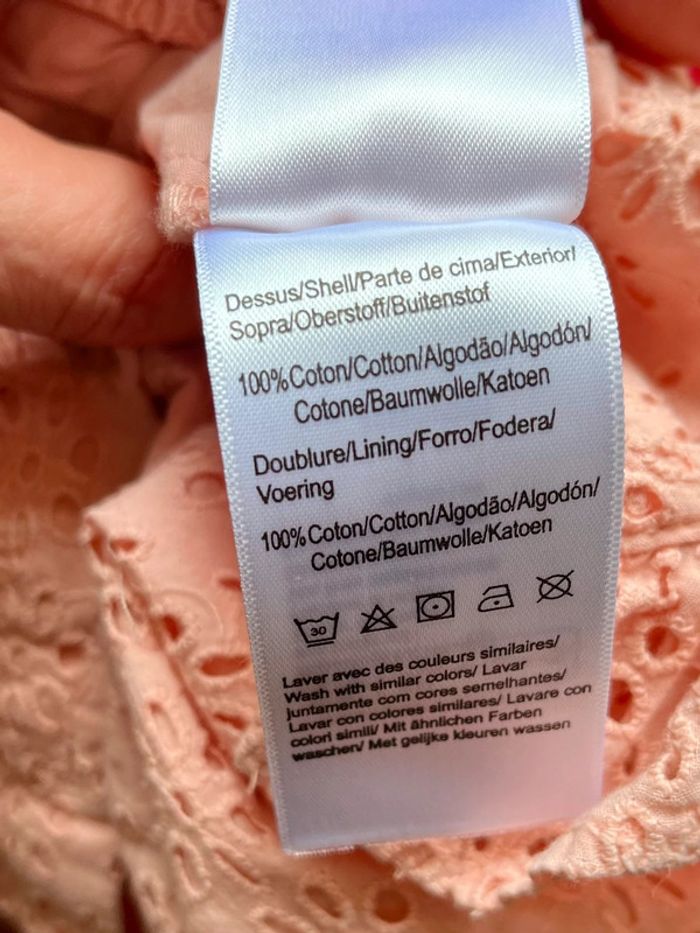 Dessus/Shell/Parte de cima/Exterior/
Sopra/Oberstoff/Buitenstof
100%Coton/Cotton/Algodão/Algodón/
Cotone/Baumwolle/Katoen
Doublure/Lining/Forro/Fodera/
Voering
100%Coton/Cotton/Algodão/Algodón/
Cotone/Baumwolle/Katoen
30
Laver avec des couleurs similaires/
Wash with similar colors/ Lavar
juntamente com cores semelhantes/
Lavar con colores similares/ Lavare con
colori simili/ Mit ähnlichen Farben
waschen/ Met gelijke kleuren wassen